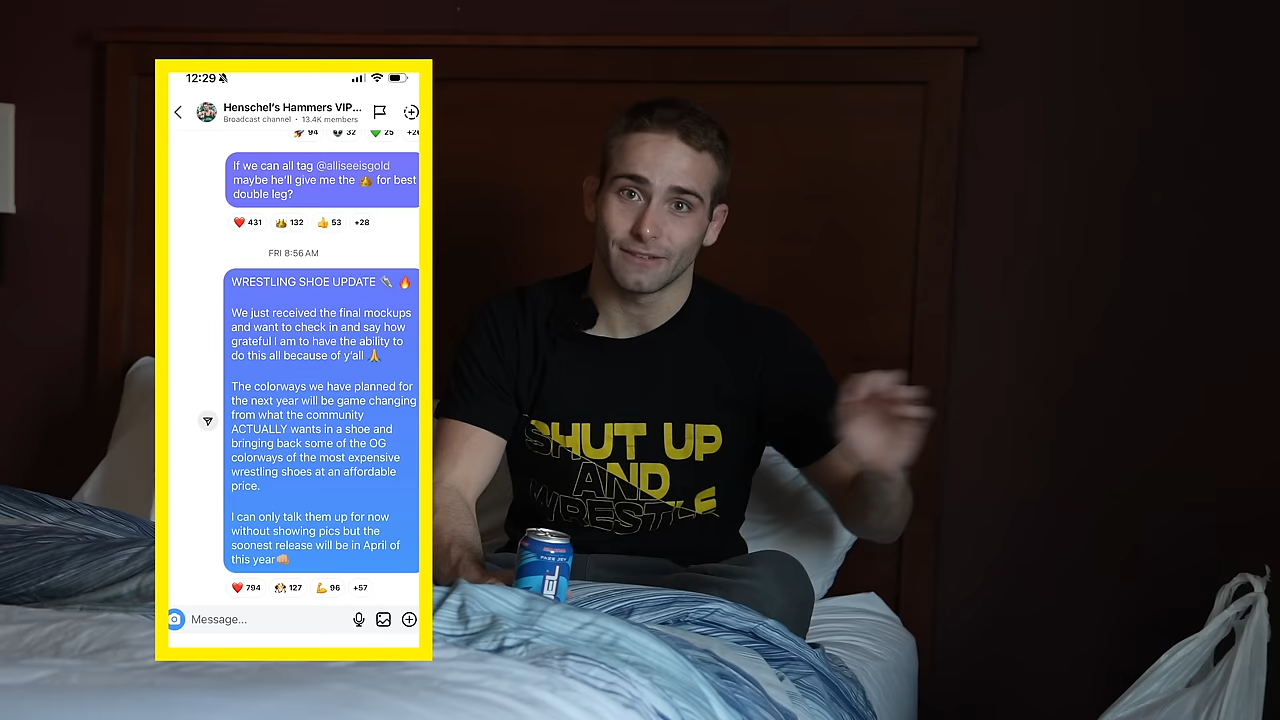 12:29
Henschel's Hammers VIP...
Broadcast channel • 13.4K members
🚀 94 👽 32 💚 25
If we can all tag @alliseeisgold
maybe he'll give me the 👑 for best
double leg?
❤️ 431 👑 132 👍 53 +28
FRI 8:56 AM
WRESTLING SHOE UPDATE 🔥
We just received the final mockups
and want to check in and say how
grateful I am to have the ability to
do this all because of y'all 🙏
The colorways we have planned for
the next year will be game changing
from what the community
ACTUALLY wants in a shoe and
bringing back some of the OG
colorways of the most expensive
wrestling shoes at an affordable
price.
I can only talk them up for now
without showing pics but the
soonest release will be in April of
this year👊🏼
❤️ 794 127 💪 96 +57
Message...
SHUT UP
AND
WRESTLE